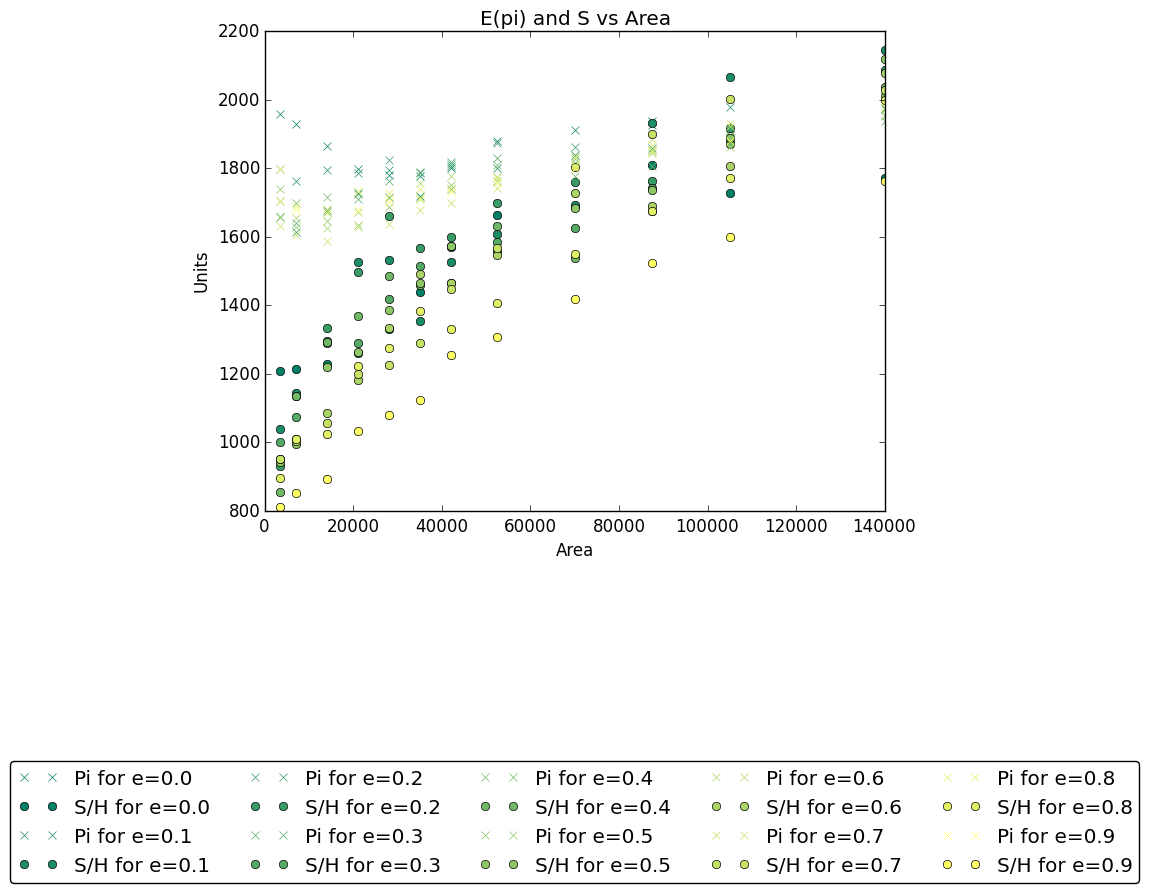 E(pi) and S vs Area
2200
2000
1800
1600
1400
1200
1000
800
Units
0 20000 40000 60000 80000 100000 120000 140000
Area
Pi for e=0.0 Pi for e=0.2 Pi for e=0.4 Pi for e=0.6 Pi for e=0.8
S/H for e=0.0 S/H for e=0.2 S/H for e=0.4 S/H for e=0.6 S/H for e=0.8
Pi for e=0.1 Pi for e=0.3 Pi for e=0.5 Pi for e=0.7 Pi for e=0.9
S/H for e=0.1 S/H for e=0.3 S/H for e=0.5 S/H for e=0.7 S/H for e=0.9